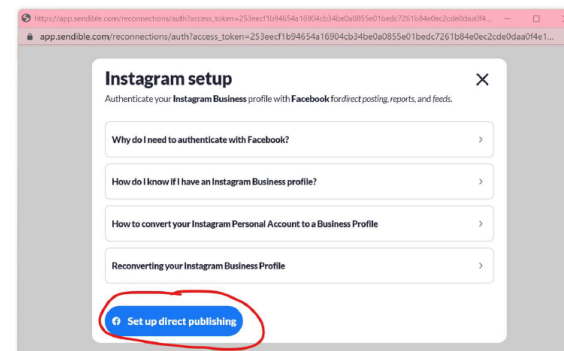 https://app.sendible.com/reconnections/auth?access_token=253eecf1b94654a16904cb34be0a0855e01bedc7261b84e0ec2cde0daa0f4...
app.sendible.com/reconnections/auth?access_token=253eecf1b94654a16904cb34be0a0855e01bedc7261b84e0ec2cde0daa0f4e1...
Instagram setup
Authenticate your Instagram Business profile with Facebook for direct posting, reports, and feeds.
Why do I need to authenticate with Facebook?
How do I know if I have an Instagram Business profile?
How to convert your Instagram Personal Account to a Business Profile
Reconverting your Instagram Business Profile
Set up direct publishing